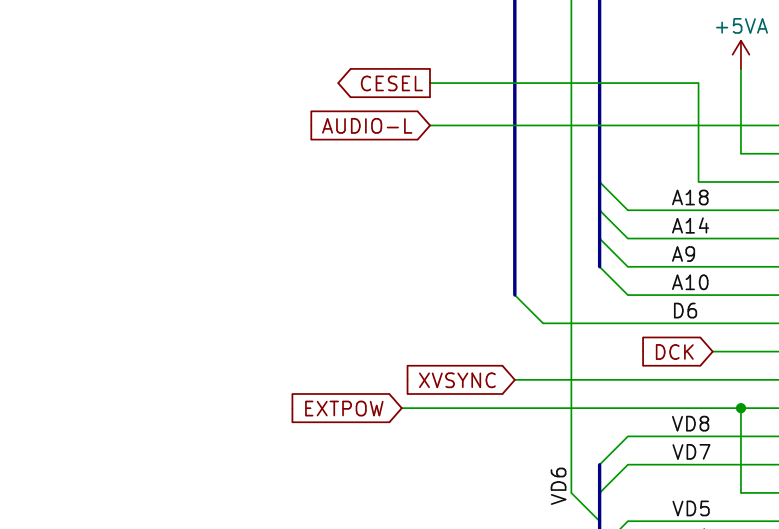 +5VA
CESEL
AUDIO-L
A18
A14
A9
A10
D6
DCK
XVSYNC
EXTPOW
VD8
VD7
VD6
VD5